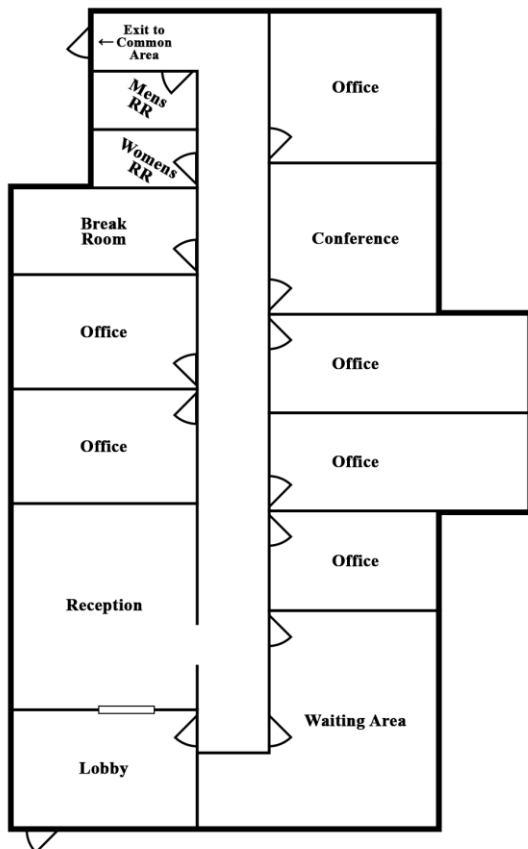 Exit to
← Common
Area
Office
Mens
RR
Womens
RR
Break
Room
Conference
Office
Office
Office
Office
Office
Reception
Waiting Area
Lobby